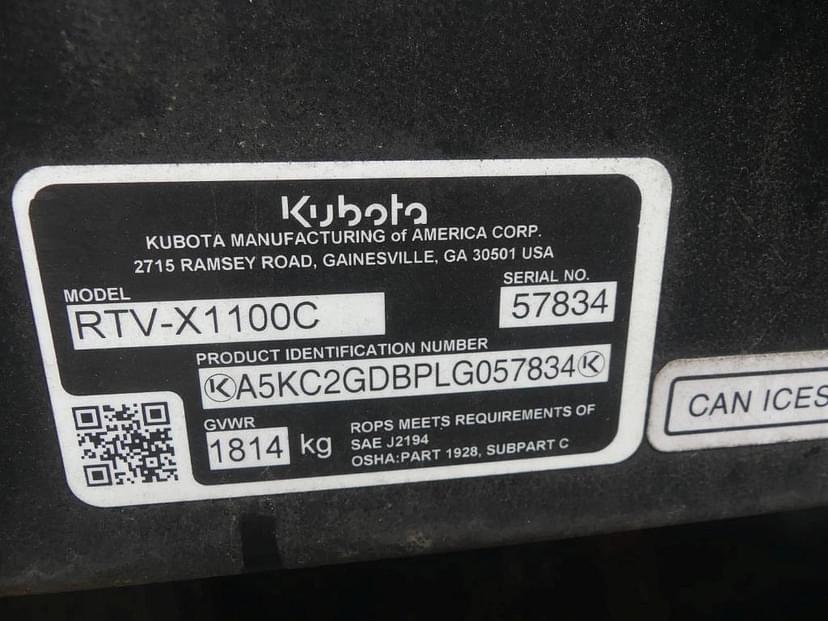 Kubota
KUBOTA MANUFACTURING of AMERICA CORP.
2715 RAMSEY ROAD, GAINESVILLE, GA 30501 USA
MODEL
RTV-X1100C
SERIAL NO.
57834
PRODUCT IDENTIFICATION NUMBER
A5KC2GDBPLG057834
GVWR
1814 kg
ROPS MEETS REQUIREMENTS OF
SAE J2194
OSHA:PART 1928, SUBPART C
CAN ICES